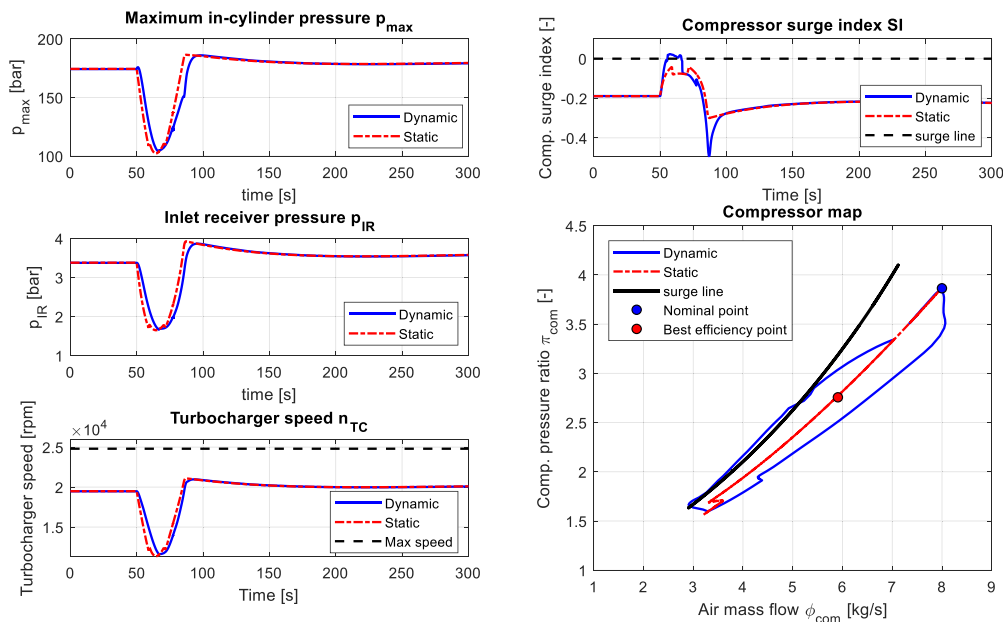 Maximum in-cylinder pressure p_max
p_max [bar]
200
150
100
Dynamic
Static
0 50 100 150 200 250 300
time [s]
Inlet receiver pressure p_IR
p_IR [bar]
4
3
2
1
Dynamic
Static
0 50 100 150 200 250 300
time [s]
Turbocharger speed n_TC
×10^4
Turbocharger speed [rpm]
2.5
2
1.5
Dynamic
Static
Max speed
0 50 100 150 200 250 300
Time [s]
Compressor surge index SI [-]
Comp. surge index [-]
0
-0.2
-0.4
Dynamic
Static
surge line
0 50 100 150 200 250 300
Time [s]
Compressor map
Comp. pressure ratio π_com [-]
4.5
4
3.5
3
2.5
2
1.5
1
Dynamic
Static
surge line
Nominal point
Best efficiency point
1 2 3 4 5 6 7 8 9
Air mass flow ϕ_com [kg/s]